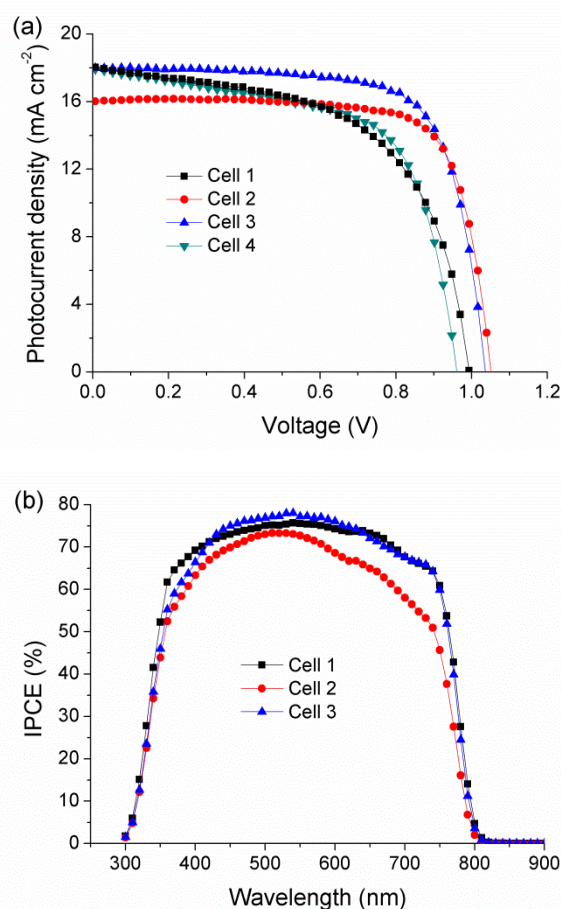 (a)
20
16
12
8
4
0
Photocurrent density (mA cm⁻²)
Cell 1
Cell 2
Cell 3
Cell 4
0.0 0.2 0.4 0.6 0.8 1.0 1.2
Voltage (V)
(b)
80
70
60
50
40
30
20
10
0
IPCE (%)
Cell 1
Cell 2
Cell 3
300 400 500 600 700 800 900
Wavelength (nm)